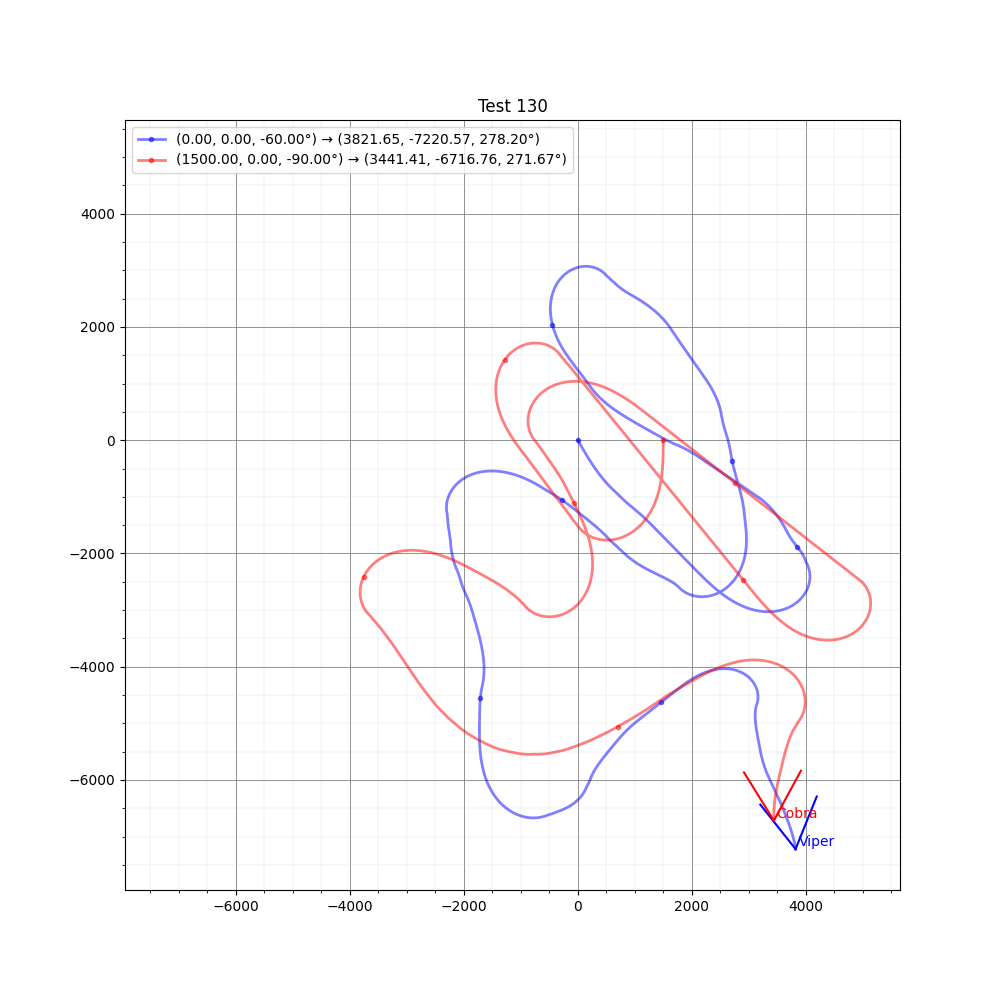 Test 130
(0.00, 0.00, -60.00°) → (3821.65, -7220.57, 278.20°)
(1500.00, 0.00, -90.00°) → (3441.41, -6716.76, 271.67°)
4000
2000
0
−2000
−4000
−6000
Cobra
Viper
−6000 −4000 −2000 0 2000 4000